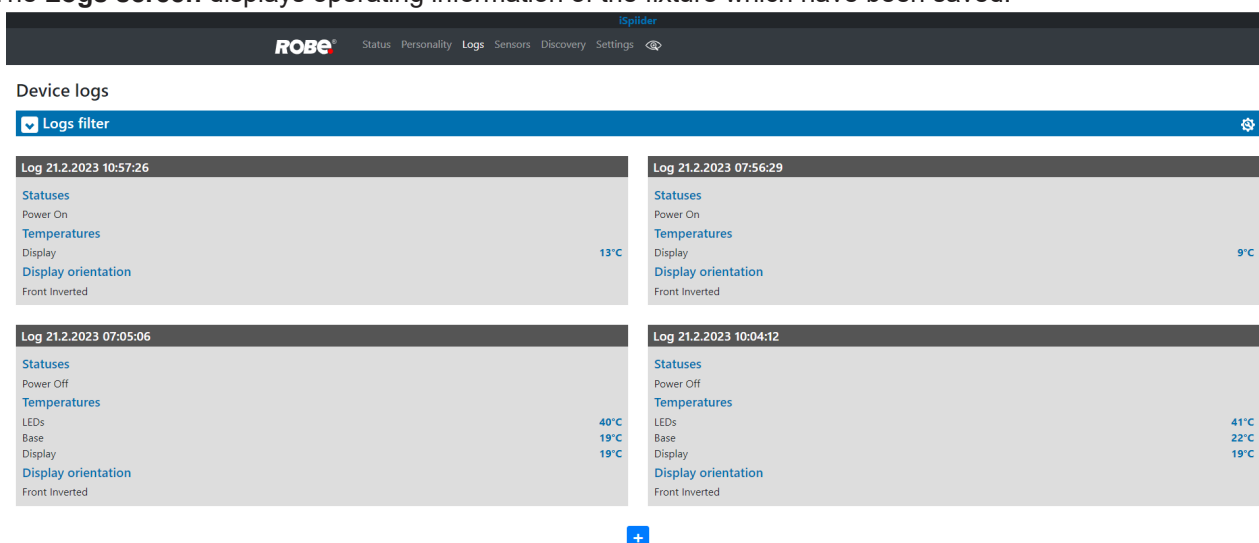 Logs screen displays operating information of the fixture which have been saved.
iSpiider
ROBE® Status Personality Logs Sensors Discovery Settings
Device logs
Logs filter
Log 21.2.2023 10:57:26
Statuses
Power On
Temperatures
Display 13°C
Display orientation
Front Inverted
Log 21.2.2023 07:56:29
Statuses
Power On
Temperatures
Display 9°C
Display orientation
Front Inverted
Log 21.2.2023 07:05:06
Statuses
Power Off
Temperatures
LEDs 40°C
Base 19°C
Display 19°C
Display orientation
Front Inverted
Log 21.2.2023 10:04:12
Statuses
Power Off
Temperatures
LEDs 41°C
Base 22°C
Display 19°C
Display orientation
Front Inverted
+